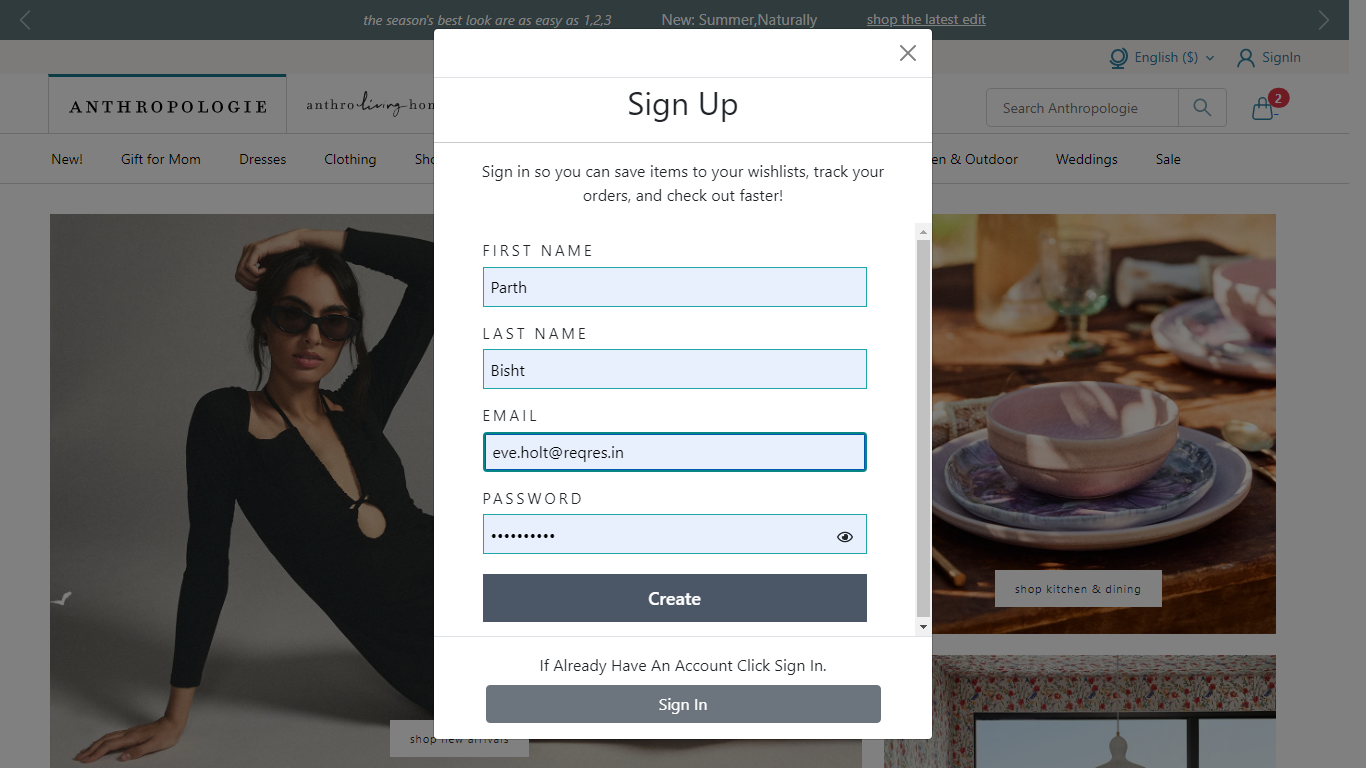 the season's best look are as easy as 1,2,3
New: Summer,Naturally
shop the latest edit
English ($)
SignIn
ANTHROPOLOGIE
anthro living hom
Search Anthropologie
2
New!
Gift for Mom
Dresses
Clothing
Sho
en & Outdoor
Weddings
Sale
Sign Up
Sign in so you can save items to your wishlists, track your
orders, and check out faster!
FIRST NAME
Parth
LAST NAME
Bisht
EMAIL
eve.holt@reqres.in
PASSWORD
••••••••••
Create
If Already Have An Account Click Sign In.
Sign In
shop kitchen & dining
shop new arrivals